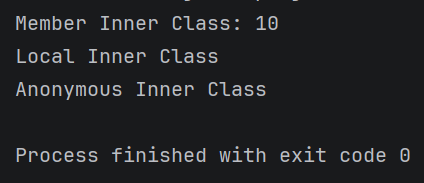 Member Inner Class: 10
Local Inner Class
Anonymous Inner Class
Process finished with exit code 0